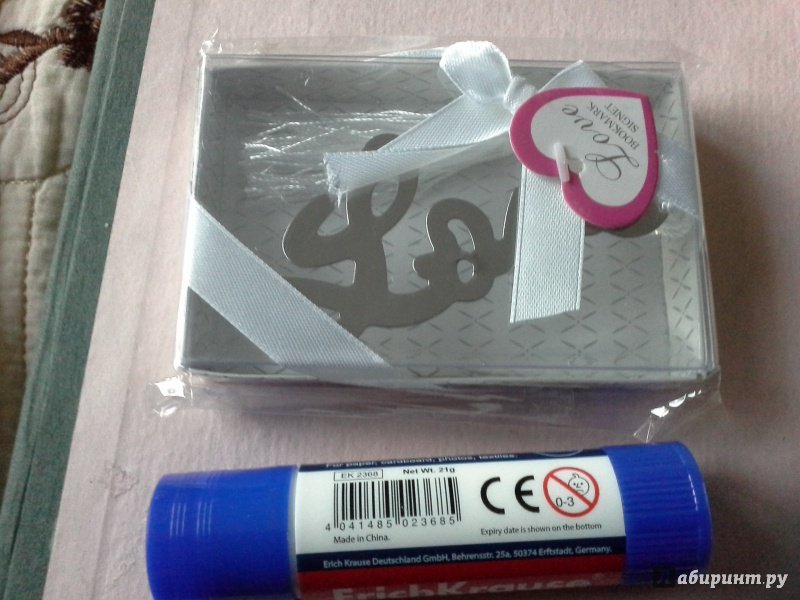 Love
BOOKMARK
SIGNET
For paper, cardboard, photos, textiles.
EK 2368
Net Wt. 21g
4 041485 023685
Made in China.
CE
0-3
Expiry date is shown on the bottom
Erich Krause Deutschland GmbH, Behrensstr. 25a, 50374 Erftstadt, Germany.
ErichKrause®
Лабиринт.ру